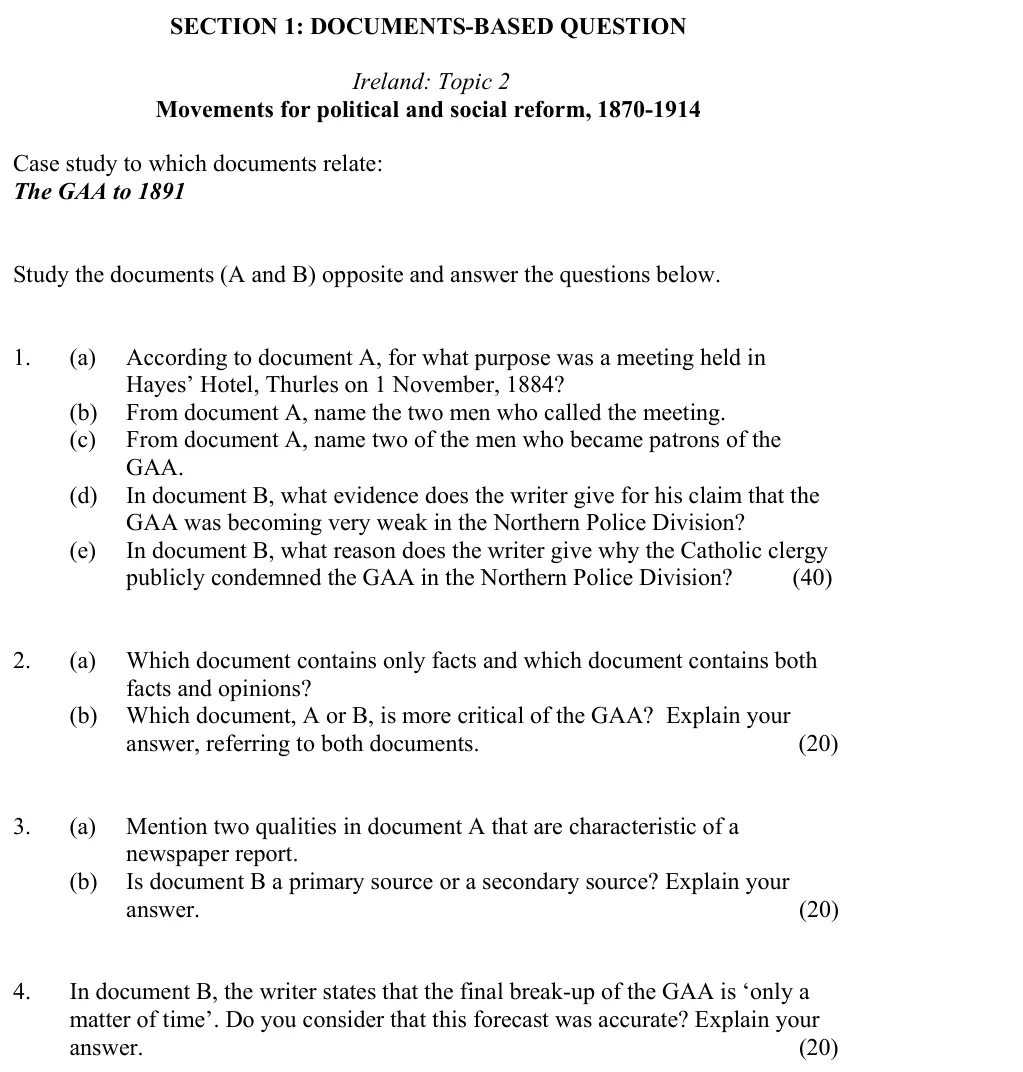 SECTION 1: DOCUMENTS-BASED QUESTION
Ireland: Topic 2
Movements for political and social reform, 1870-1914
Case study to which documents relate:
The GAA to 1891
Study the documents (A and B) opposite and answer the questions below.
1. (a) According to document A, for what purpose was a meeting held in
Hayes’ Hotel, Thurles on 1 November, 1884?
(b) From document A, name the two men who called the meeting.
(c) From document A, name two of the men who became patrons of the
GAA.
(d) In document B, what evidence does the writer give for his claim that the
GAA was becoming very weak in the Northern Police Division?
(e) In document B, what reason does the writer give why the Catholic clergy
publicly condemned the GAA in the Northern Police Division? (40)
2. (a) Which document contains only facts and which document contains both
facts and opinions?
(b) Which document, A or B, is more critical of the GAA? Explain your
answer, referring to both documents. (20)
3. (a) Mention two qualities in document A that are characteristic of a
newspaper report.
(b) Is document B a primary source or a secondary source? Explain your
answer. (20)
4. In document B, the writer states that the final break-up of the GAA is ‘only a
matter of time’. Do you consider that this forecast was accurate? Explain your
answer. (20)